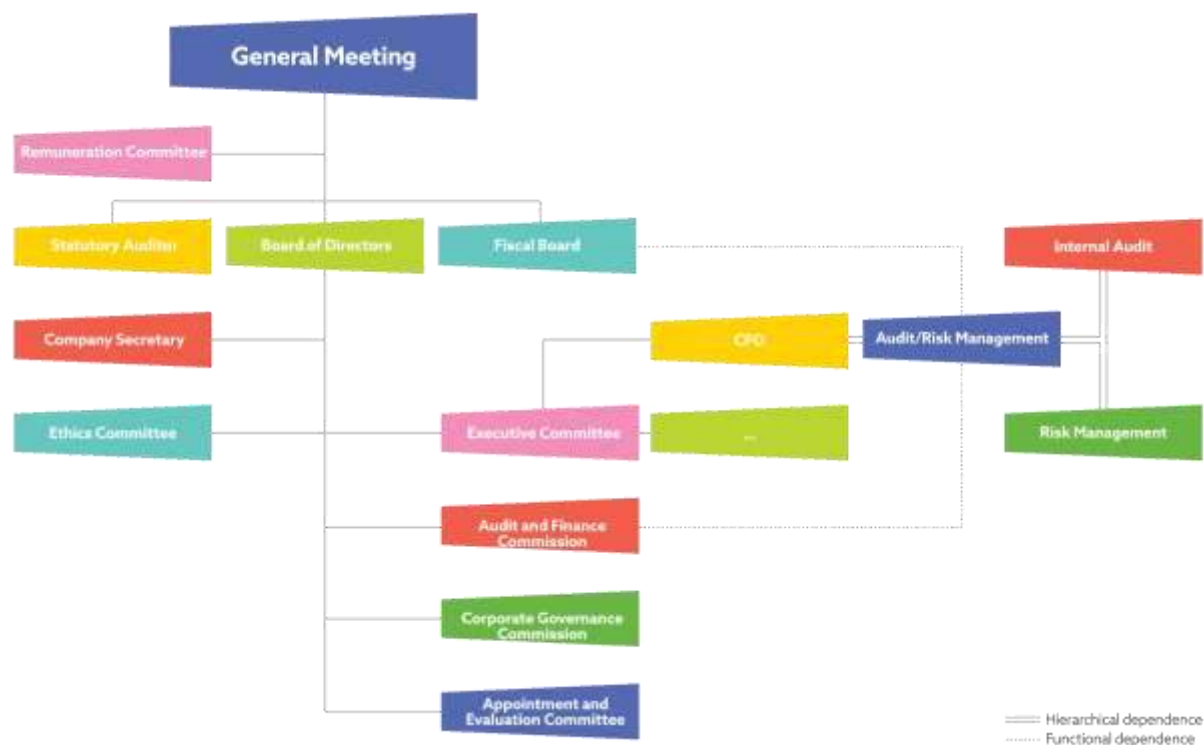 General Meeting
Remuneration Committee
Statutory Auditer
Board of Directors
Fiscal Board
Internal Audit
Company Secretary
CFO
Audit/Risk Management
Ethics Committee
Executive Committee
...
Risk Management
Audit and Finance
Commission
Corporate Governance
Commission
Appointment and
Evaluation Committee
Hierarchical dependence
Functional dependence